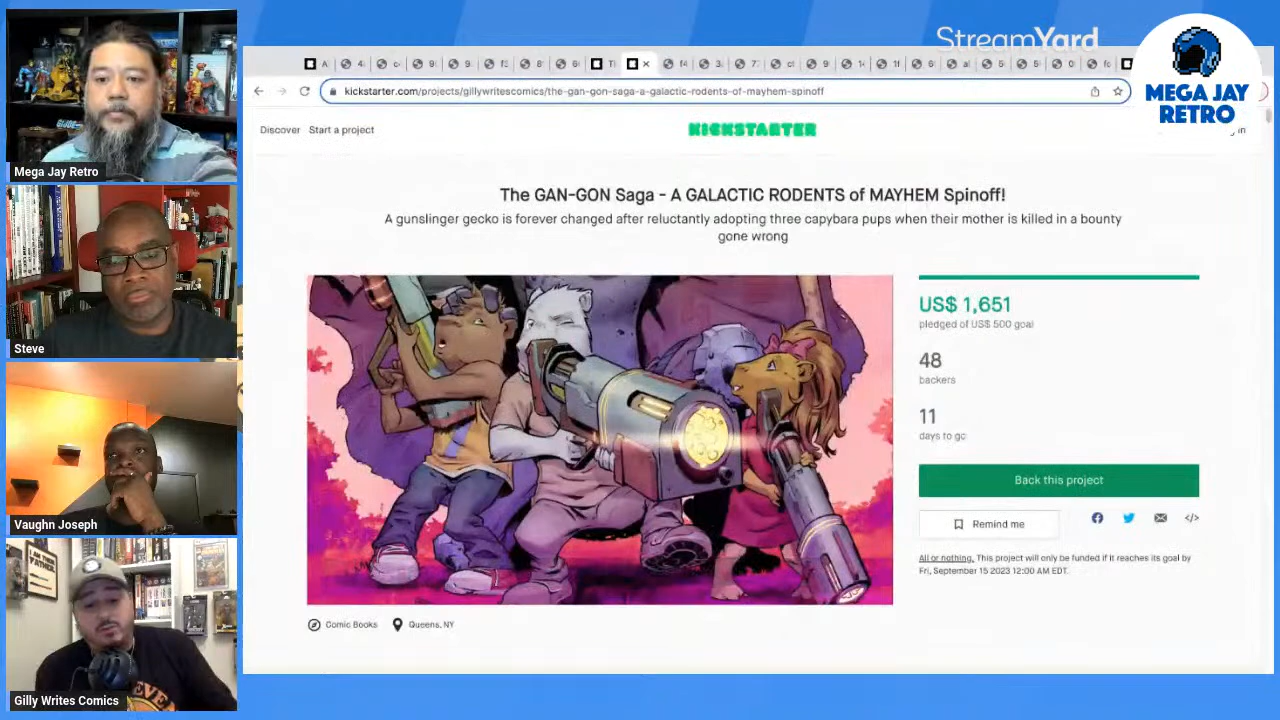 StreamYard
MEGA JAY
RETRO
kickstarter.com/projects/gillywritescomics/the-gan-gon-saga-a-galactic-rodents-of-mayhem-spinoff
Discover Start a project
KICKSTARTER
The GAN-GON Saga - A GALACTIC RODENTS of MAYHEM Spinoff!
A gunslinger gecko is forever changed after reluctantly adopting three capybara pups when their mother is killed in a bounty
gone wrong
US$ 1,651
pledged of US$ 500 goal
48
backers
11
days to go
Back this project
Remind me
All or nothing. This project will only be funded if it reaches its goal by
Fri, September 15 2023 12:00 AM EDT.
Comic Books Queens, NY
Mega Jay Retro
Steve
Vaughn Joseph
Gilly Writes Comics